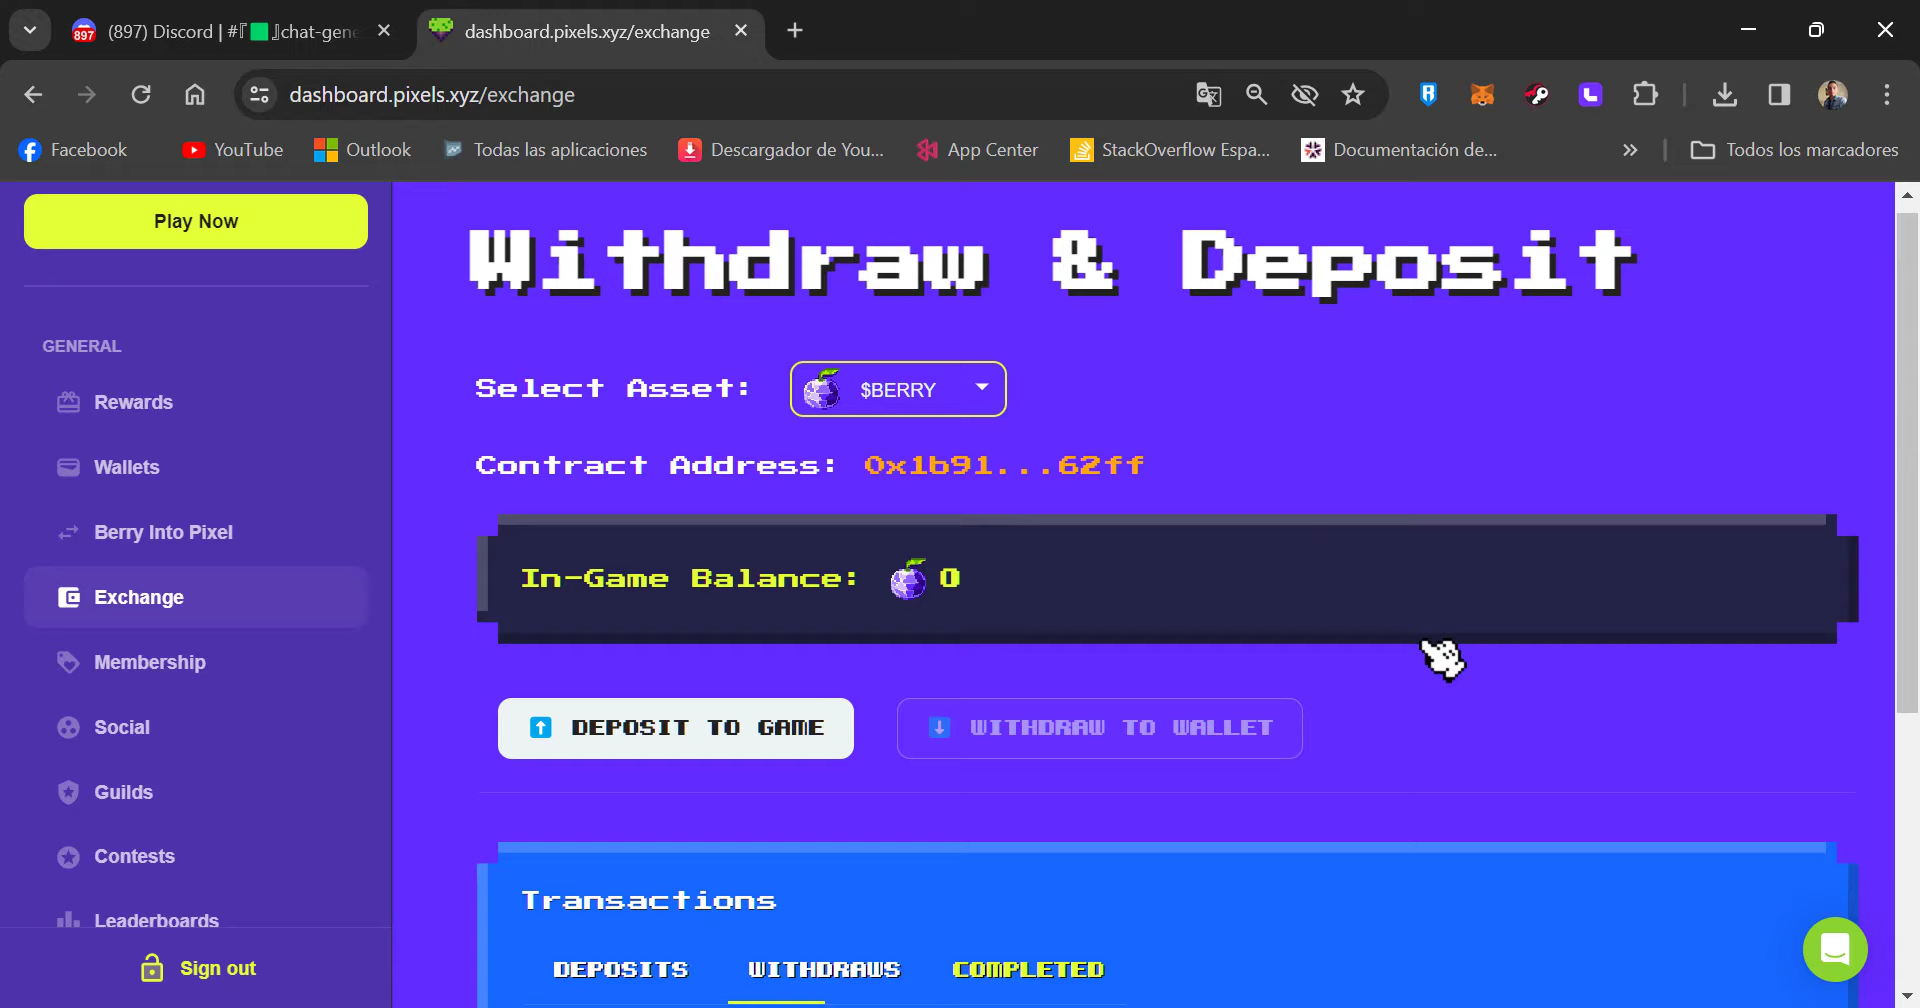 (897) Discord | #『🟩』chat-gene
dashboard.pixels.xyz/exchange
897
dashboard.pixels.xyz/exchange
Facebook
YouTube
Outlook
Todas las aplicaciones
Descargador de You...
App Center
StackOverflow Espa...
Documentación de...
Todos los marcadores
Play Now
GENERAL
Rewards
Wallets
Berry Into Pixel
Exchange
Membership
Social
Guilds
Contests
Leaderboards
Sign out
Withdraw & Deposit
Select Asset:
$BERRY
Contract Address: 0x1b91...62ff
In-Game Balance: 0
DEPOSIT TO GAME
WITHDRAW TO WALLET
Transactions
DEPOSITS
WITHDRAWS
COMPLETED